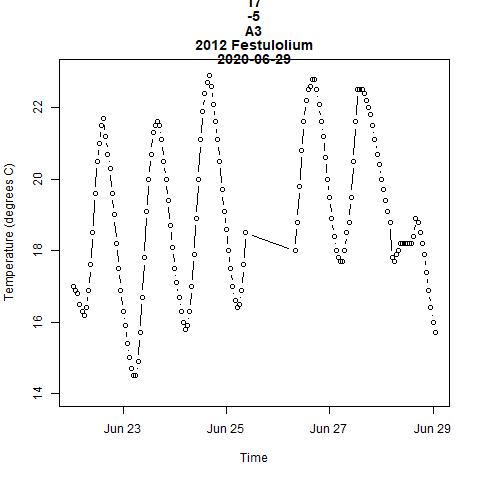 17
-5
A3
2012 Festulolium
2020-06-29
Temperature (degrees C)
22
20
18
16
14
Jun 23
Jun 25
Jun 27
Jun 29
Time